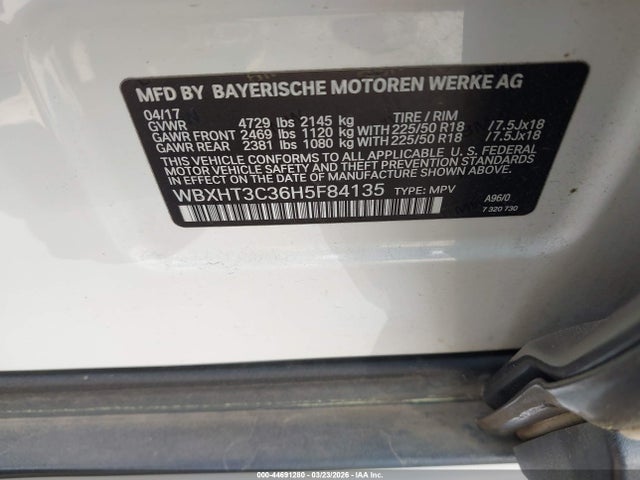 MFD BY BAYERISCHE MOTOREN WERKE AG
04/17
GVWR 4729 lbs 2145 kg TIRE / RIM
GAWR FRONT 2469 lbs 1120 kg WITH 225/50 R18 /7.5Jx18
GAWR REAR 2381 lbs 1080 kg WITH 225/50 R18 /7.5Jx18
THIS VEHICLE CONFORMS TO ALL APPLICABLE U. S. FEDERAL
MOTOR VEHICLE SAFETY, BUMPER, AND THEFT PREVENTION STANDARDS
IN EFFECT ON THE DATE OF MANUFACTURE SHOWN ABOVE.
WBXHT3C36H5F84135 TYPE: MPV
A96/0
7 320 730
000-44691280 - 03/23/2026 - IAA Inc.